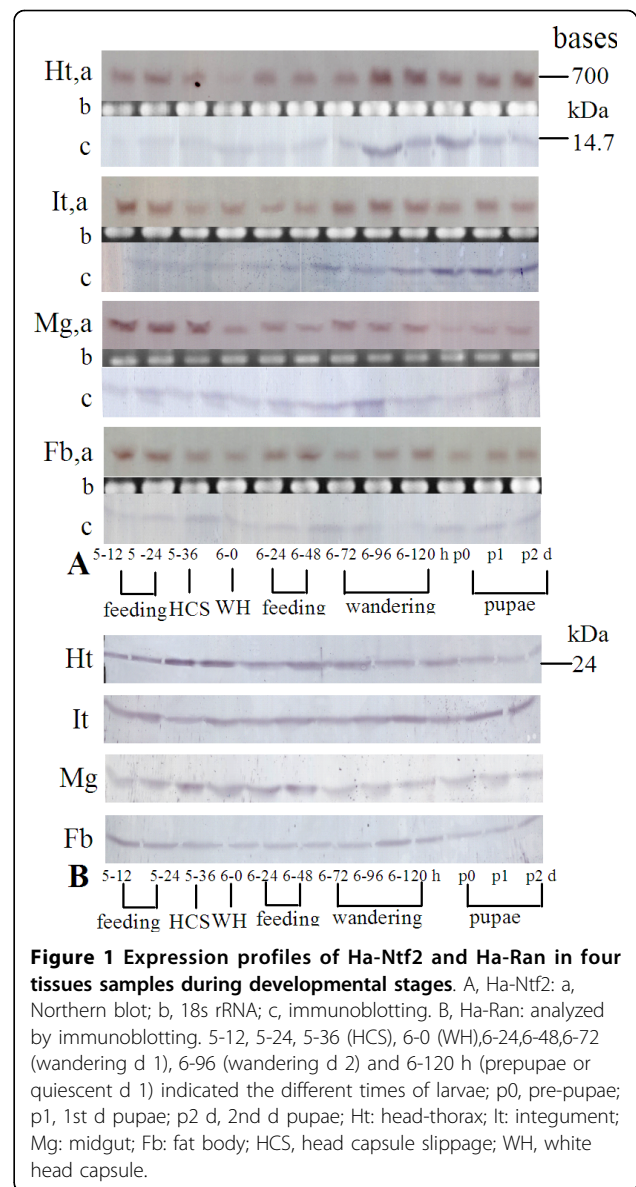 bases
Ht,a
700
b
kDa
c
14.7
It,a
b
c
Mg,a
b
c
Fb,a
b
c
A
5-12 5 -24 5-36 6-0 6-24 6-48 6-72 6-96 6-120 h p0 p1 p2 d
feeding HCS WH feeding wandering pupae
kDa
Ht
24
It
Mg
Fb
B
5-12 5-24 5-36 6-0 6-24 6-48 6-72 6-96 6-120 h p0 p1 p2 d
feeding HCS WH feeding wandering pupae
Figure 1 Expression profiles of Ha-Ntf2 and Ha-Ran in four
tissues samples during developmental stages. A, Ha-Ntf2: a,
Northern blot; b, 18s rRNA; c, immunoblotting. B, Ha-Ran: analyzed
by immunoblotting. 5-12, 5-24, 5-36 (HCS), 6-0 (WH),6-24,6-48,6-72
(wandering d 1), 6-96 (wandering d 2) and 6-120 h (prepupae or
quiescent d 1) indicated the different times of larvae; p0, pre-pupae;
p1, 1st d pupae; p2 d, 2nd d pupae; Ht: head-thorax; It: integument;
Mg: midgut; Fb: fat body; HCS, head capsule slippage; WH, white
head capsule.